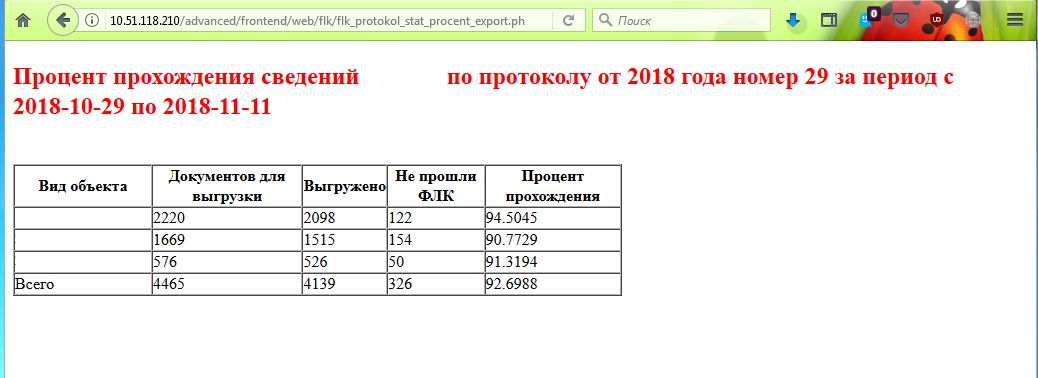 10.51.118.210/advanced/frontend/web/flk/flk_protokol_stat_procent_export.ph
Поиск
0
UD
Процент прохождения сведений по протоколу от 2018 года номер 29 за период с
2018-10-29 по 2018-11-11
Вид объекта Документов для выгрузки Выгружено Не прошли ФЛК Процент прохождения
2220 2098 122 94.5045
1669 1515 154 90.7729
576 526 50 91.3194
Всего 4465 4139 326 92.6988